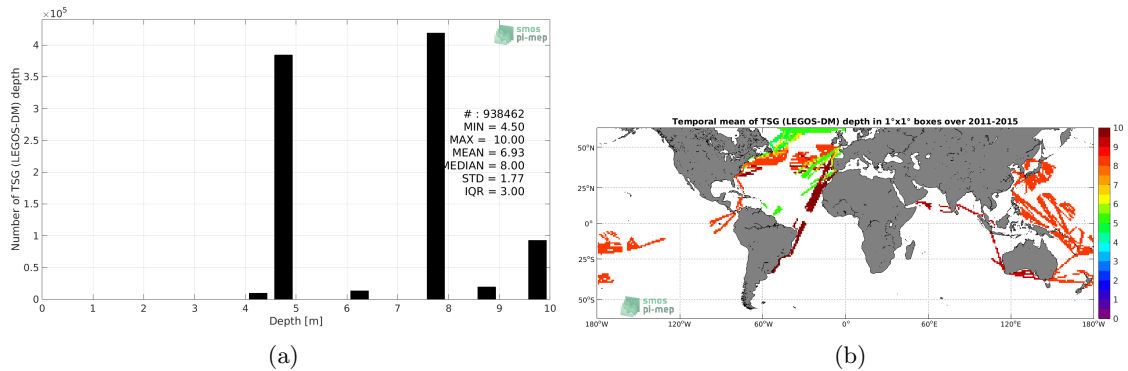 ×10⁵
smos
pi-mep
4
3.5
3
2.5
2
1.5
1
0.5
0
Number of TSG (LEGOS-DM) depth
# : 938462
MIN = 4.50
MAX = 10.00
MEAN = 6.93
MEDIAN = 8.00
STD = 1.77
IQR = 3.00
0 1 2 3 4 5 6 7 8 9 10
Depth [m]
(a)
Temporal mean of TSG (LEGOS-DM) depth in 1°x1° boxes over 2011-2015
50°N
25°N
0°
25°S
50°S
180°W 120°W 60°W 0°E 60°E 120°E 180°W
smos
pi-mep
10
9
8
7
6
5
4
3
2
1
0
(b)